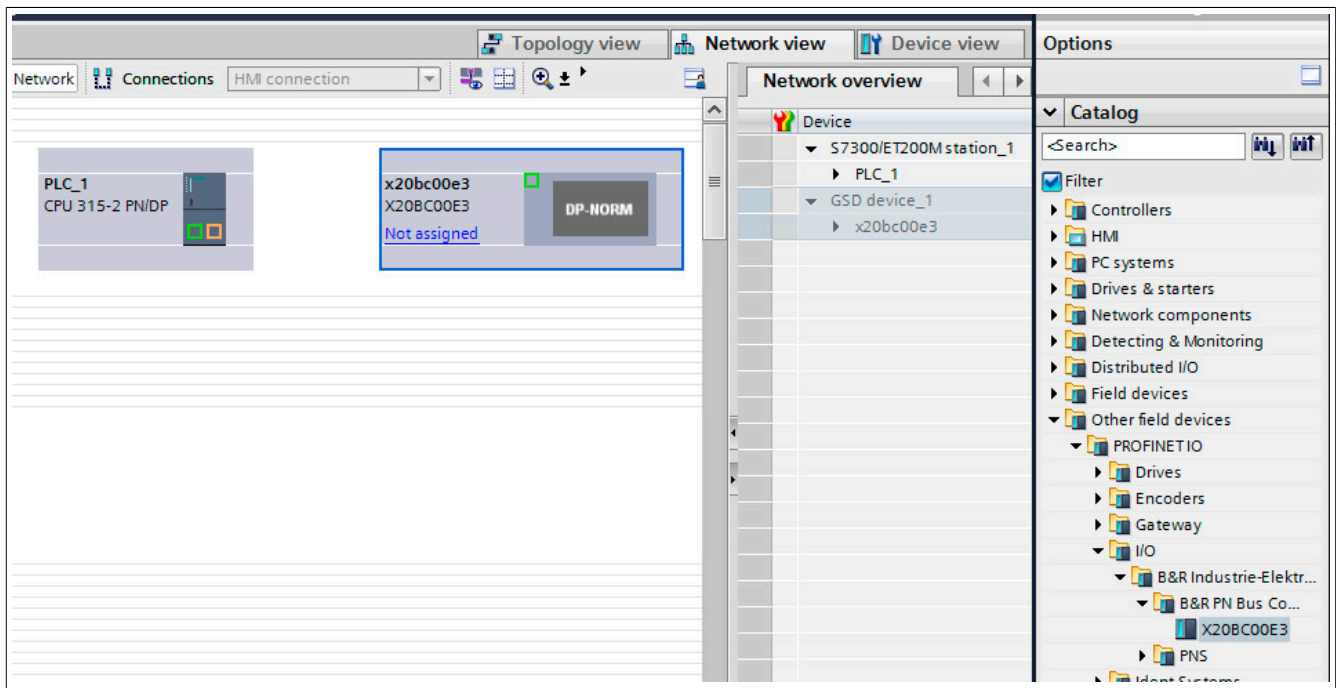 Topology view
Network view
Device view
Options
Network
Connections
HMI connection
Network overview
Catalog
Device
<Search>
S7300/ET200M station_1
Filter
PLC_1
CPU 315-2 PN/DP
x20bc00e3
X20BC00E3
Not assigned
DP-NORM
PLC_1
GSD device_1
x20bc00e3
Controllers
HMI
PC systems
Drives & starters
Network components
Detecting & Monitoring
Distributed I/O
Field devices
Other field devices
PROFINET IO
Drives
Encoders
Gateway
I/O
B&R Industrie-Elektr...
B&R PN Bus Co...
X20BC00E3
PNS
Ident Systems